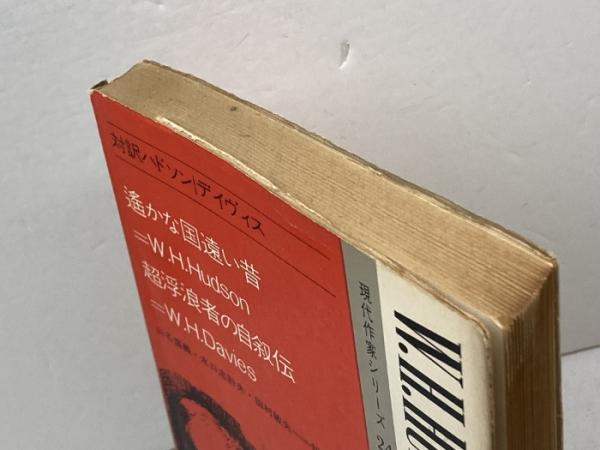 対訳ハドソン/デイヴィス
遙かな国遠い昔
=W.H.Hudson
超浮浪者の自叙伝
=W.H.Davies
現代作家シリーズ 24
W.H.H